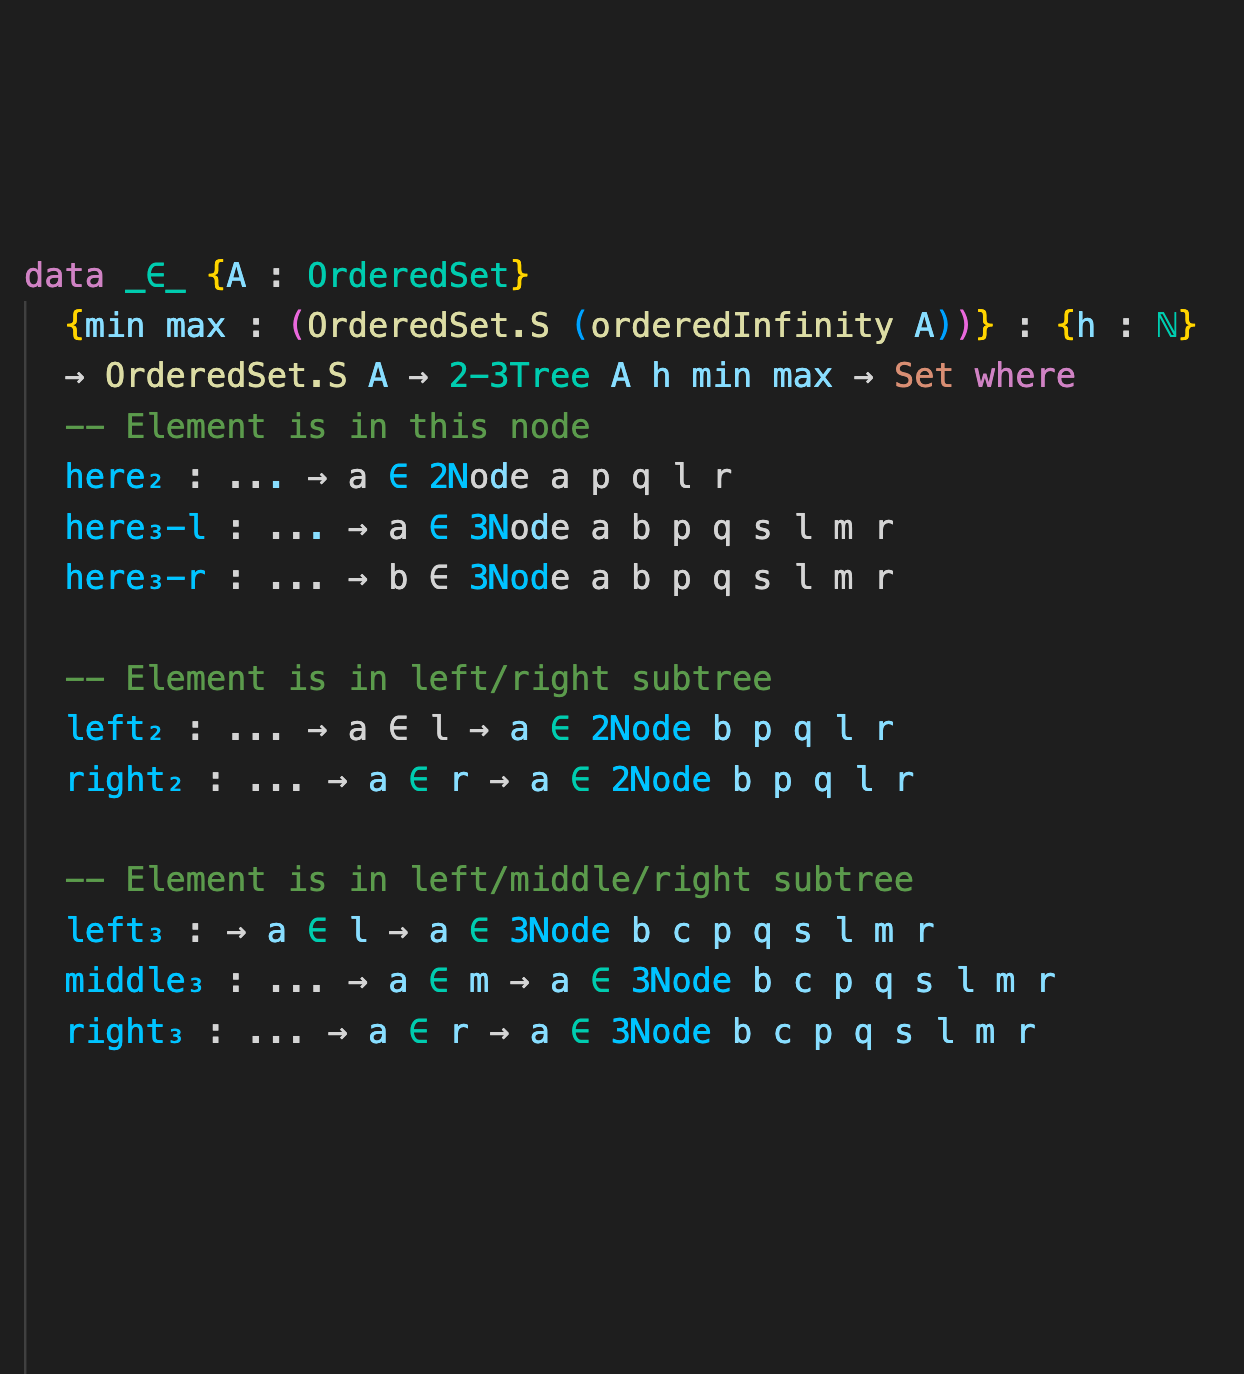 data _∈_ {A : OrderedSet}
{min max : (OrderedSet.S (orderedInfinity A))} : {h : ℕ}
→ OrderedSet.S A → 2-3Tree A h min max → Set where
-- Element is in this node
here₂ : ... → a ∈ 2Node a p q l r
here₃-l : ... → a ∈ 3Node a b p q s l m r
here₃-r : ... → b ∈ 3Node a b p q s l m r
-- Element is in left/right subtree
left₂ : ... → a ∈ l → a ∈ 2Node b p q l r
right₂ : ... → a ∈ r → a ∈ 2Node b p q l r
-- Element is in left/middle/right subtree
left₃ : → a ∈ l → a ∈ 3Node b c p q s l m r
middle₃ : ... → a ∈ m → a ∈ 3Node b c p q s l m r
right₃ : ... → a ∈ r → a ∈ 3Node b c p q s l m r